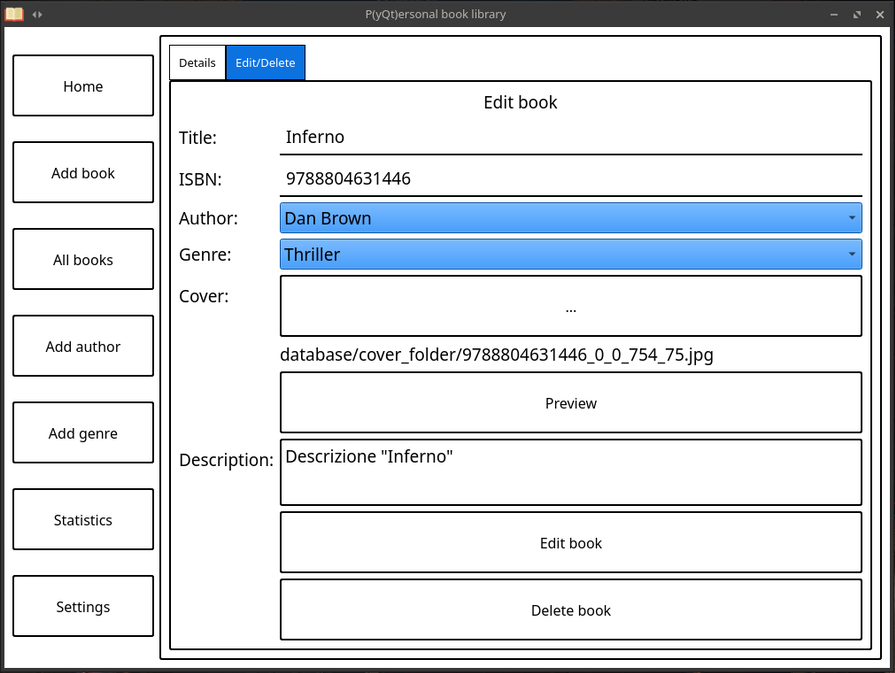 P(yQt)ersonal book library
Home
Add book
All books
Add author
Add genre
Statistics
Settings
Details Edit/Delete
Edit book
Title: Inferno
ISBN: 9788804631446
Author: Dan Brown
Genre: Thriller
Cover: ...
database/cover_folder/9788804631446_0_0_754_75.jpg
Preview
Description: Descrizione "Inferno"
Edit book
Delete book